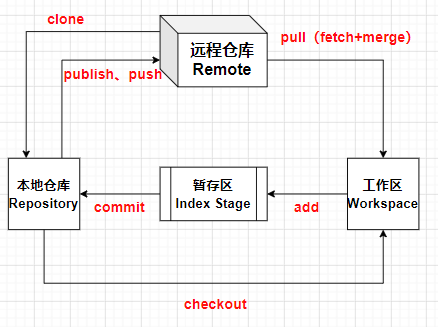 clone
远程仓库
Remote
pull（fetch+merge）
publish、push
本地仓库
Repository
commit
暂存区
Index Stage
add
工作区
Workspace
checkout